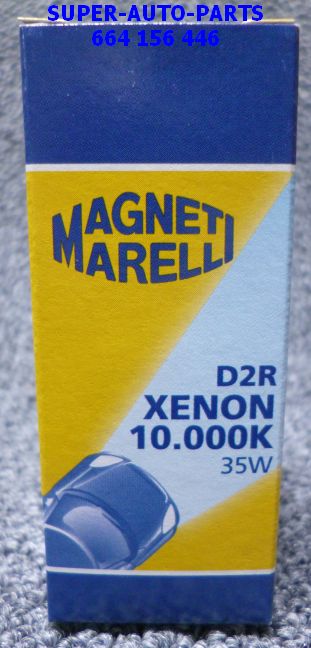 SUPER-AUTO-PARTS
664 156 446
MAGNETI
MARELLI
D2R
XENON
10.000K
35W